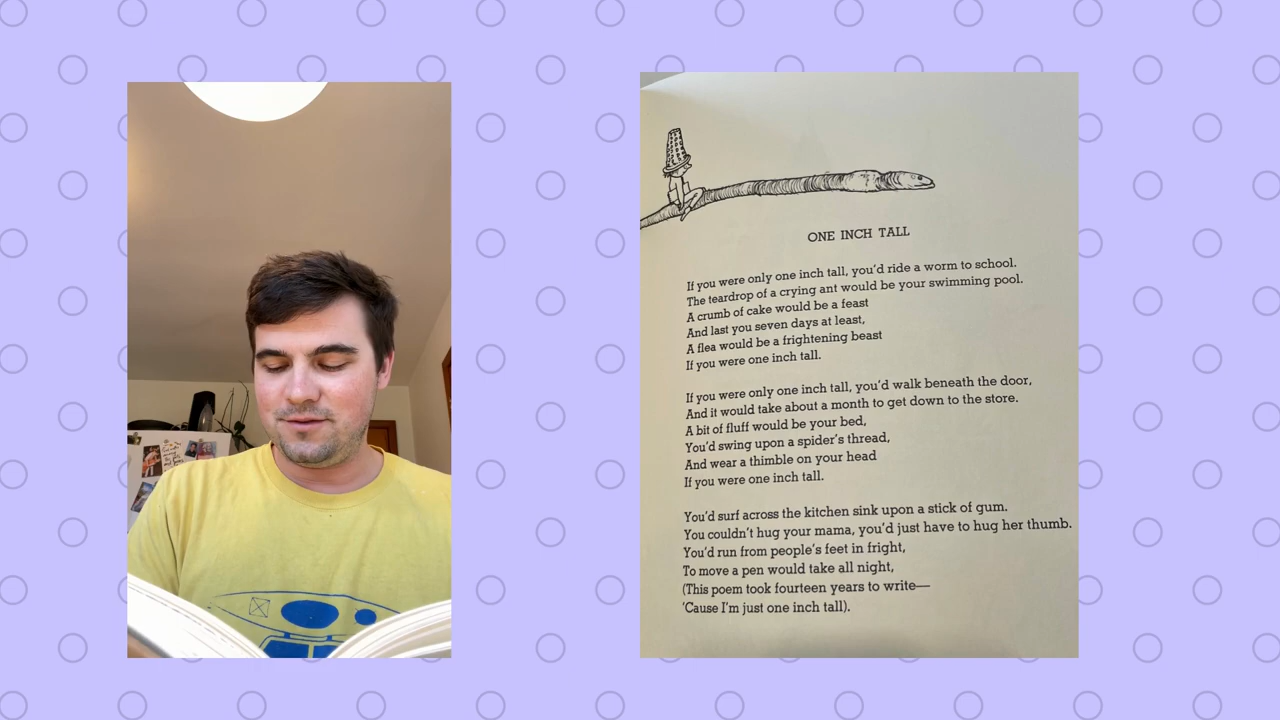 ONE INCH TALL
If you were only one inch tall, you'd ride a worm to school.
The teardrop of a crying ant would be your swimming pool.
A crumb of cake would be a feast
And last you seven days at least,
A flea would be a frightening beast
If you were one inch tall.
If you were only one inch tall, you'd walk beneath the door,
And it would take about a month to get down to the store.
A bit of fluff would be your bed,
You'd swing upon a spider's thread,
And wear a thimble on your head
If you were one inch tall.
You'd surf across the kitchen sink upon a stick of gum.
You couldn't hug your mama, you'd just have to hug her thumb.
You'd run from people's feet in fright,
To move a pen would take all night,
(This poem took fourteen years to write—
'Cause I'm just one inch tall).